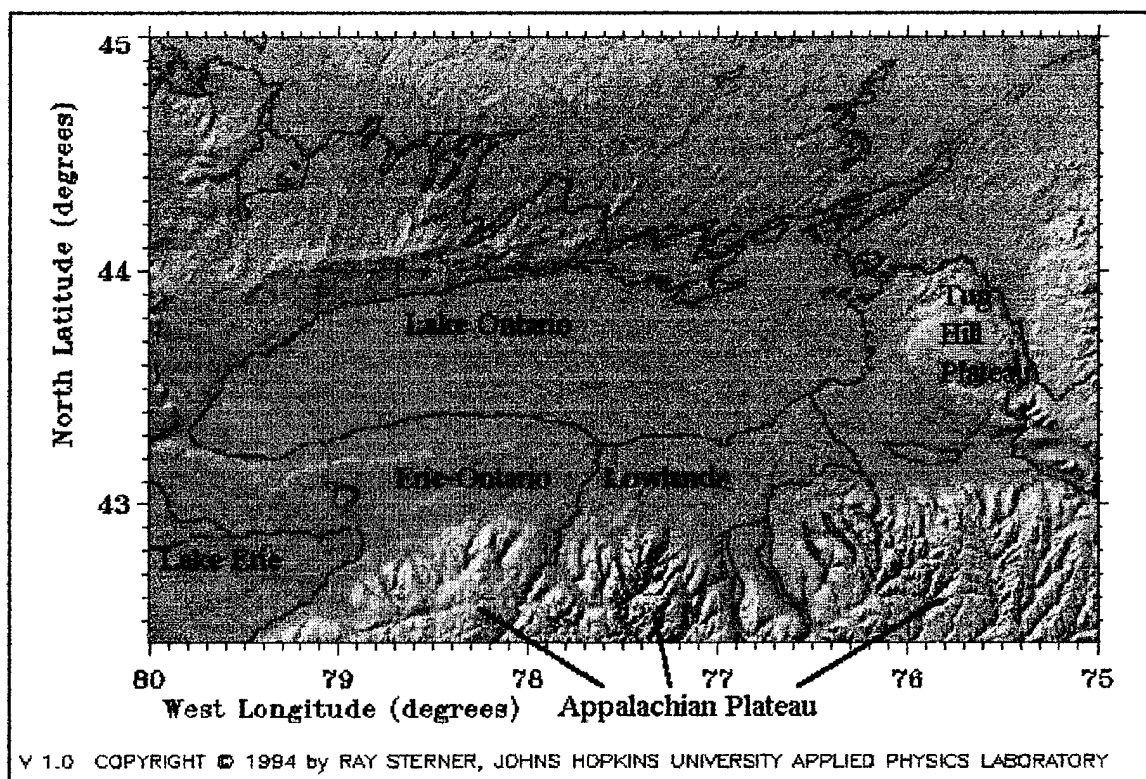 45
44
43
North Latitude (degrees)
Lake Ontario
Tug
Hill
Plateau
Erie-Ontario Lowlands
Lake Erie
80 79 78 77 76 75
West Longitude (degrees) Appalachian Plateau
V 1.0 COPYRIGHT © 1994 by RAY STERNER, JOHNS HOPKINS UNIVERSITY APPLIED PHYSICS LABORATORY